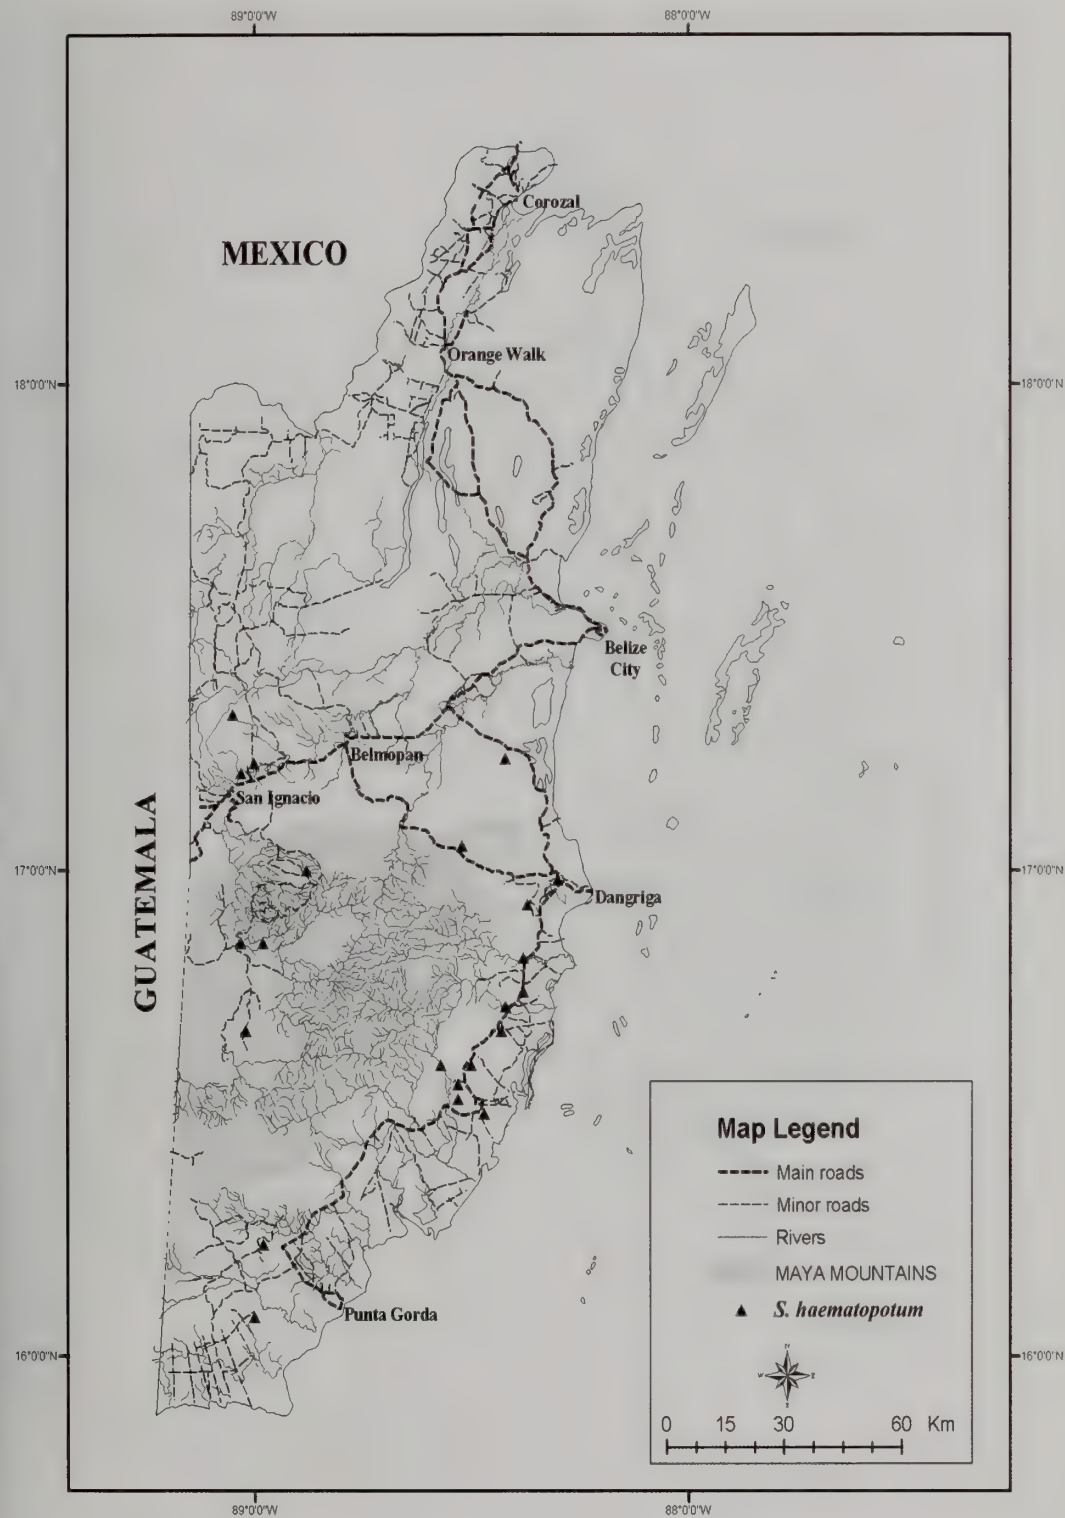 89°0'0"W
88°0'0"W
Corozal
MEXICO
Orange Walk
18°0'0"N
18°0'0"N
Belize
City
Belmopan
San Ignacio
GUATEMALA
17°0'0"N
17°0'0"N
Dangriga
Map Legend
Main roads
Minor roads
Rivers
MAYA MOUNTAINS
S. haematopotum
Punta Gorda
16°0'0"N
16°0'0"N
N
W
E
S
0 15 30 60 Km
89°0'0"W
88°0'0"W